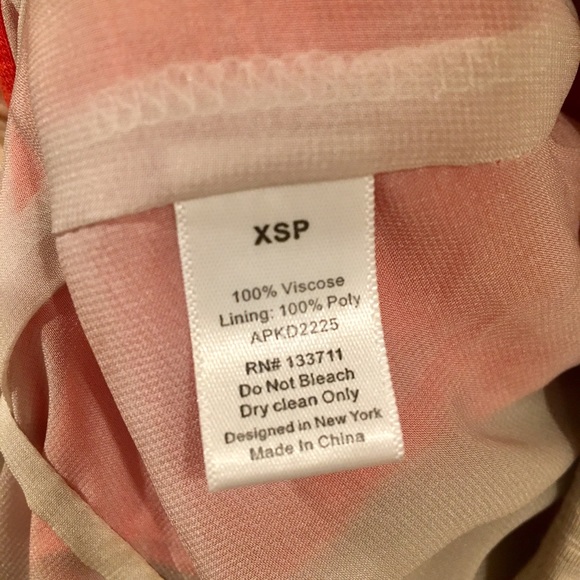 XSP
100% Viscose
Lining: 100% Poly
APKD2225
RN# 133711
Do Not Bleach
Dry clean Only
Designed in New York
Made In China